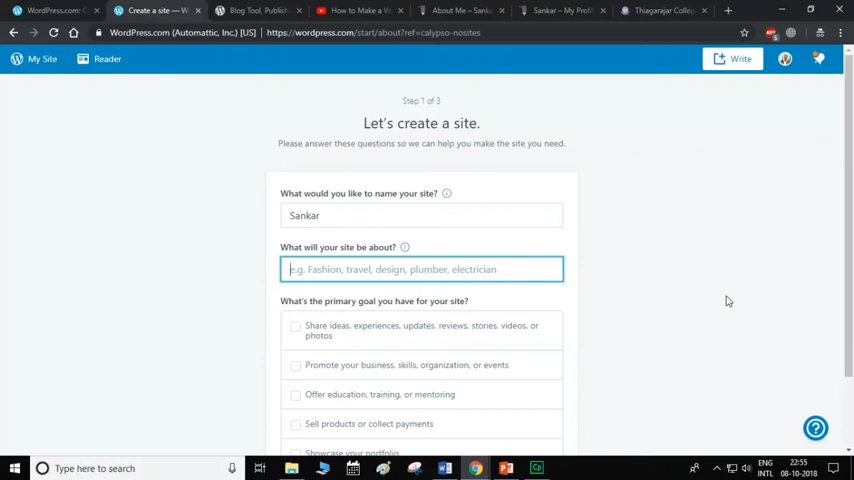 WordPress.com: C
Create a site — W
Blog Tool, Publish
How to Make a W
About Me – Sanka
Sankar – My Profi
Thiagarajar Colleg
WordPress.com (Automattic, Inc.) [US]
https://wordpress.com/start/about?ref=calypso-nosites
My Site
Reader
Write
Step 1 of 3
Let's create a site.
Please answer these questions so we can help you make the site you need.
What would you like to name your site?
Sankar
What will your site be about?
e.g. Fashion, travel, design, plumber, electrician
What's the primary goal you have for your site?
Share ideas, experiences, updates, reviews, stories, videos, or
photos
Promote your business, skills, organization, or events
Offer education, training, or mentoring
Sell products or collect payments
Showcase your portfolio
Type here to search
ENG
INTL
22:55
08-10-2018